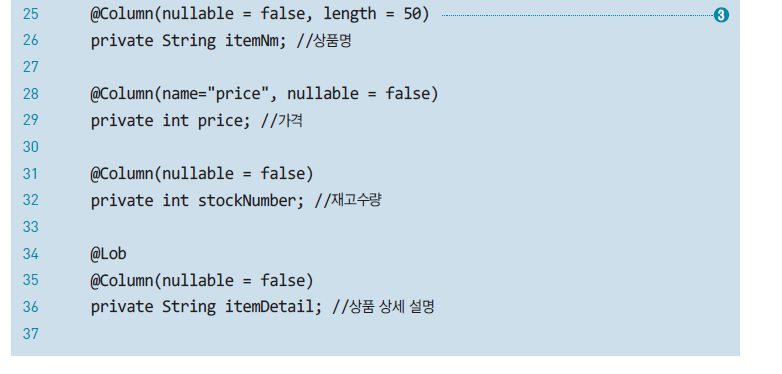 25 @Column(nullable = false, length = 50) ❸
26 private String itemNm; //상품명
27
28 @Column(name="price", nullable = false)
29 private int price; //가격
30
31 @Column(nullable = false)
32 private int stockNumber; //재고수량
33
34 @Lob
35 @Column(nullable = false)
36 private String itemDetail; //상품 상세 설명
37